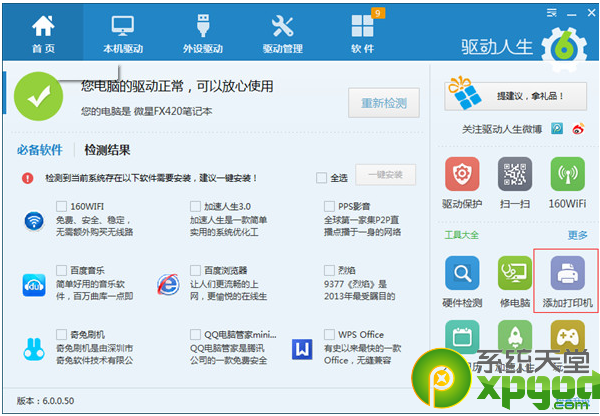 9
首页
本机驱动
外设驱动
驱动管理
软件
驱动人生
6
您电脑的驱动正常，可以放心使用
您的电脑是 微星FX420笔记本
重新检测
提建议，拿礼品！
关注驱动人生微博
必备软件
检测结果
检测到当前系统存在以下软件需要安装，建议一键安装！
全选
一键安装
驱动保护
扫一扫
160WiFi
160WIFI
免费、安全、稳定，
无需额外购买无线路
加速人生3.0
加速人生是一款简单
实用的系统优化工
PPS影音
全球第一家集P2P直
播点播于一身的网络
工具大全
更多
百度音乐
简单好用的音乐软
件，百万曲库一点即
百度浏览器
让人们更流畅的上
网，更愉悦的在线生
烈焰
9377《烈焰》是
2013年最受瞩目的
硬件检测
修电脑
添加打印机
奇兔刷机
奇兔刷机是由深圳市
奇兔软件技术有限公
QQ电脑管家mini...
QQ电脑管家是腾讯
公司的一款免费安全
WPS Office
有史以来最快的一款
Office，无缝兼容
加速人生
系统天堂
xpgod
.com
版本：6.0.0.50